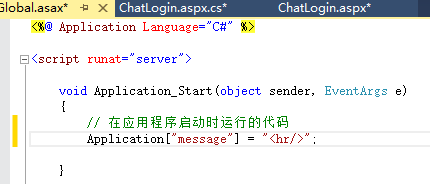 Global.asax* ChatLogin.aspx.cs* ChatLogin.aspx*
<%@ Application Language="C#" %>
<script runat="server">
void Application_Start(object sender, EventArgs e)
{
// 在应用程序启动时运行的代码
Application["message"] = "<hr/>";
}